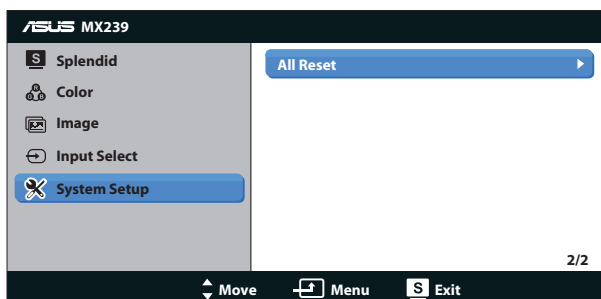 ASUS MX239
S Splendid
Color
Image
Input Select
System Setup
All Reset
2/2
Move Menu S Exit